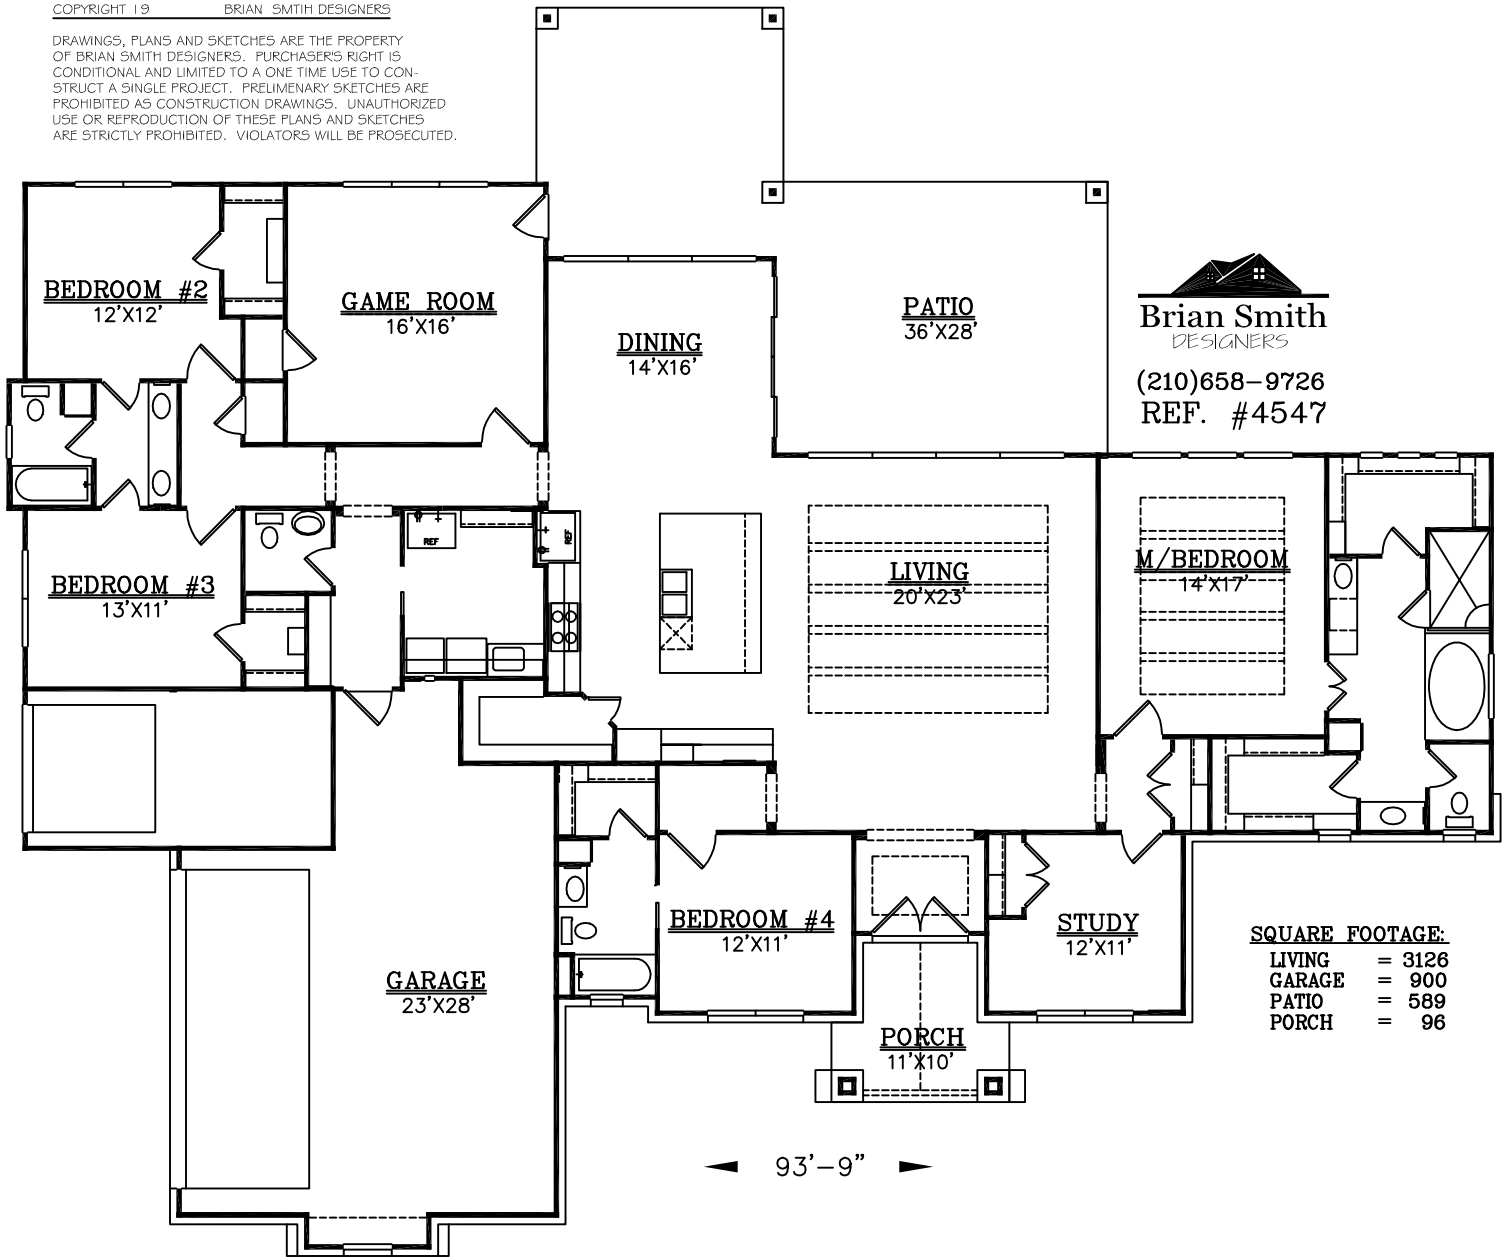 COPYRIGHT 19 BRIAN SMTIH DESIGNERS
DRAWINGS, PLANS AND SKETCHES ARE THE PROPERTY
OF BRIAN SMITH DESIGNERS. PURCHASER'S RIGHT IS
CONDITIONAL AND LIMITED TO A ONE TIME USE TO CON-
STRUCT A SINGLE PROJECT. PRELIMENARY SKETCHES ARE
PROHIBITED AS CONSTRUCTION DRAWINGS. UNAUTHORIZED
USE OR REPRODUCTION OF THESE PLANS AND SKETCHES
ARE STRICTLY PROHIBITED. VIOLATORS WILL BE PROSECUTED.
BEDROOM #2
12'X12'
GAME ROOM
16'X16'
DINING
14'X16'
PATIO
36'X28'
Brian Smith
DESIGNERS
(210)658-9726
REF. #4547
REF
REF
BEDROOM #3
13'X11'
LIVING
20'X23'
M/BEDROOM
14'X17'
BEDROOM #4
12'X11'
STUDY
12'X11'
GARAGE
23'X28'
PORCH
11'X10'
SQUARE FOOTAGE:
LIVING = 3126
GARAGE = 900
PATIO = 589
PORCH = 96
93'-9"